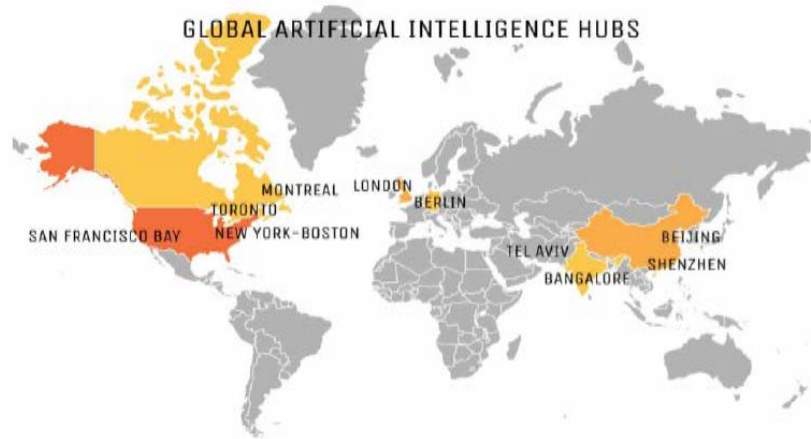 GLOBAL ARTIFICIAL INTELLIGENCE HUBS
MONTREAL
LONDON
BERLIN
TORONTO
SAN FRANCISCO BAY
NEW YORK-BOSTON
TEL AVIV
BEIJING
SHENZHEN
BANGALORE